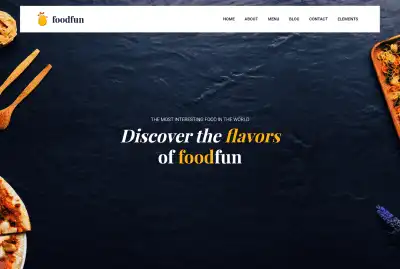 foodfun
HOME ABOUT MENU BLOG CONTACT ELEMENTS
THE MOST INTERESTING FOOD IN THE WORLD
Discover the flavors
of foodfun